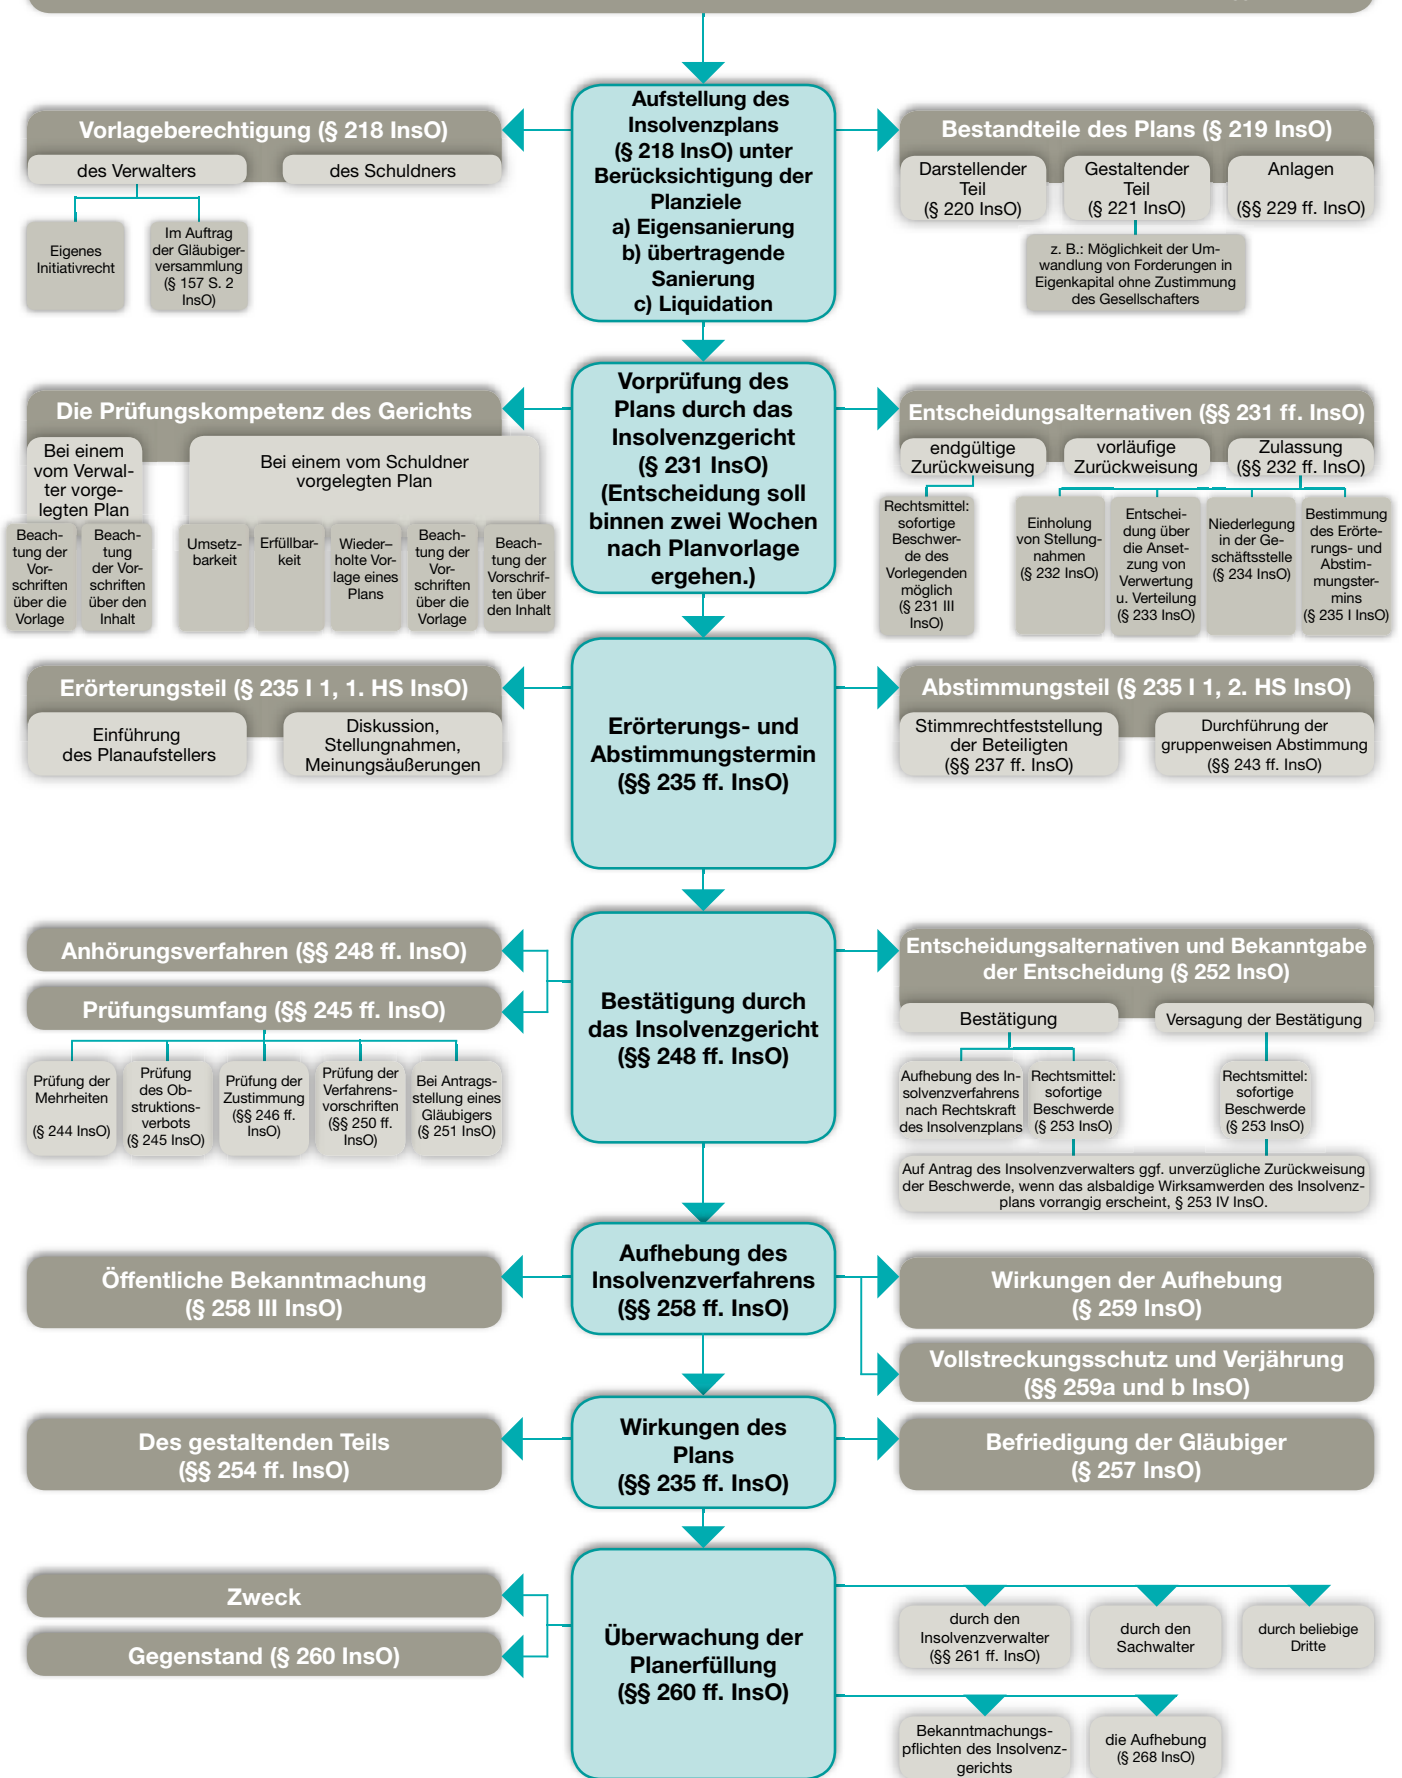 Aufstellung des
Insolvenzplans
(§ 218 InsO) unter
Berücksichtigung der
Planziele
a) Eigensanierung
b) übertragende
Sanierung
c) Liquidation
Vorlageberechtigung (§ 218 InsO)
des Verwalters
des Schuldners
Eigenes
Initiativrecht
Im Auftrag
der Gläubiger-
versammlung
(§ 157 S. 2
InsO)
Bestandteile des Plans (§ 219 InsO)
Darstellender
Teil
(§ 220 InsO)
Gestaltender
Teil
(§ 221 InsO)
Anlagen
(§§ 229 ff. InsO)
z. B.: Möglichkeit der Um-
wandlung von Forderungen in
Eigenkapital ohne Zustimmung
des Gesellschafters
Vorprüfung des
Plans durch das
Insolvenzgericht
(§ 231 InsO)
(Entscheidung soll
binnen zwei Wochen
nach Planvorlage
ergehen.)
Die Prüfungskompetenz des Gerichts
Bei einem
vom Verwal-
ter vorge-
legten Plan
Bei einem vom Schuldner
vorgelegten Plan
Beach-
tung der
Vor-
schriften
über die
Vorlage
Beach-
tung
der Vor-
schriften
über den
Inhalt
Umsetz-
barkeit
Erfüllbar-
keit
Wieder-
holte Vor-
lage eines
Plans
Beach-
tung der
Vor-
schriften
über die
Vorlage
Beach-
tung der
Vorschrif-
ten über
den Inhalt
Entscheidungsalternativen (§§ 231 ff. InsO)
endgültige
Zurückweisung
vorläufige
Zurückweisung
Zulassung
(§§ 232 ff. InsO)
Rechtsmittel:
sofortige
Beschwer-
de des
Vorlegenden
möglich
(§ 231 III
InsO)
Einholung
von Stellung-
nahmen
(§ 232 InsO)
Entschei-
dung über
die Anset-
zung von
Verwertung
u. Verteilung
(§ 233 InsO)
Niederlegung
in der Ge-
schäftsstelle
(§ 234 InsO)
Bestimmung
des Erörte-
rungs- und
Abstim-
mungster-
mins
(§ 235 I InsO)
Erörterungs- und
Abstimmungstermin
(§§ 235 ff. InsO)
Erörterungsteil (§ 235 I 1, 1. HS InsO)
Einführung
des Planaufstellers
Diskussion,
Stellungnahmen,
Meinungsäußerungen
Abstimmungsteil (§ 235 I 1, 2. HS InsO)
Stimmrechtfeststellung
der Beteiligten
(§§ 237 ff. InsO)
Durchführung der
gruppenweisen Abstimmung
(§§ 243 ff. InsO)
Bestätigung durch
das Insolvenzgericht
(§§ 248 ff. InsO)
Anhörungsverfahren (§§ 248 ff. InsO)
Prüfungsumfang (§§ 245 ff. InsO)
Prüfung der
Mehrheiten
(§ 244 InsO)
Prüfung
des Ob-
struktions-
verbots
(§ 245 InsO)
Prüfung der
Zustimmung
(§§ 246 ff.
InsO)
Prüfung der
Verfahrens-
vorschriften
(§§ 250 ff.
InsO)
Bei Antrags-
stellung eines
Gläubigers
(§ 251 InsO)
Entscheidungsalternativen und Bekanntgabe
der Entscheidung (§ 252 InsO)
Bestätigung
Versagung der Bestätigung
Aufhebung des In-
solvenzverfahrens
nach Rechtskraft
des Insolvenzplans
Rechtsmittel:
sofortige
Beschwerde
(§ 253 InsO)
Rechtsmittel:
sofortige
Beschwerde
(§ 253 InsO)
Auf Antrag des Insolvenzverwalters ggf. unverzügliche Zurückweisung
der Beschwerde, wenn das alsbaldige Wirksamwerden des Insolvenz-
plans vorrangig erscheint, § 253 IV InsO.
Aufhebung des
Insolvenzverfahrens
(§§ 258 ff. InsO)
Öffentliche Bekanntmachung
(§ 258 III InsO)
Wirkungen der Aufhebung
(§ 259 InsO)
Vollstreckungsschutz und Verjährung
(§§ 259a und b InsO)
Wirkungen des
Plans
(§§ 235 ff. InsO)
Des gestaltenden Teils
(§§ 254 ff. InsO)
Befriedigung der Gläubiger
(§ 257 InsO)
Überwachung der
Planerfüllung
(§§ 260 ff. InsO)
Zweck
Gegenstand (§ 260 InsO)
durch den
Insolvenzverwalter
(§§ 261 ff. InsO)
durch den
Sachwalter
durch beliebige
Dritte
Bekanntmachungs-
pflichten des Insolvenz-
gerichts
die Aufhebung
(§ 268 InsO)